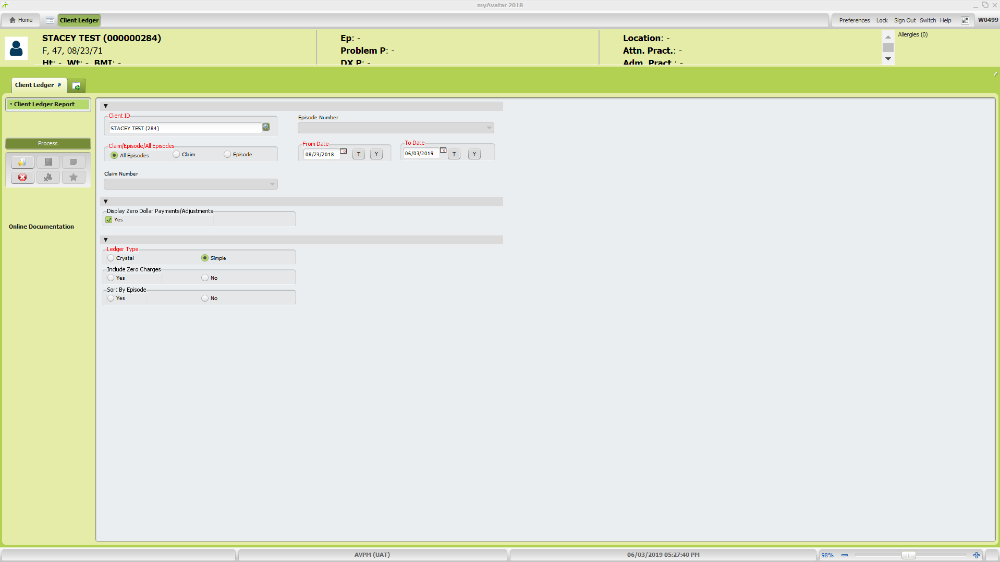 myAvatar 2018
Home
Client Ledger
Preferences Lock Sign Out Switch Help
W0499
STACEY TEST (000000284)
F, 47, 08/23/71
Ht: - Wt: - BMI: -
Ep: -
Problem P: -
DX P: -
Location: -
Attn. Pract.: -
Adm. Pract.: -
Allergies (0)
Client Ledger
Client Ledger Report
Process
Online Documentation
Client ID
STACEY TEST (284)
Episode Number
Claim/Episode/All Episodes
All Episodes Claim Episode
From Date
08/23/2018 T Y
To Date
06/03/2019 T Y
Claim Number
Display Zero Dollar Payments/Adjustments
Yes
Ledger Type
Crystal Simple
Include Zero Charges
Yes No
Sort By Episode
Yes No
AVPM (UAT)
06/03/2019 05:27:40 PM
98%